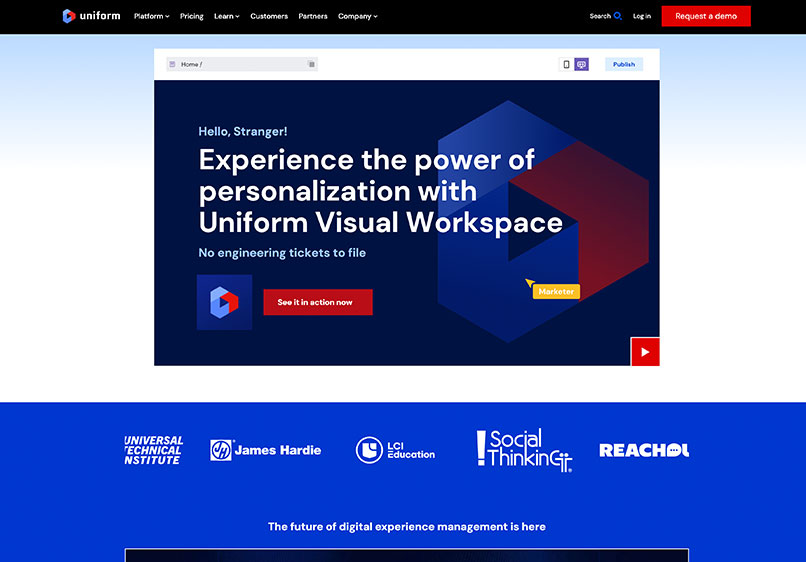 uniform Platform Pricing Learn Customers Partners Company Search Log in Request a demo
Home / Publish
Hello, Stranger!
Experience the power of
personalization with
Uniform Visual Workspace
No engineering tickets to file
Marketer
See it in action now
UNIVERSAL
TECHNICAL
INSTITUTE
JH James Hardie
LCI
Education
Social
Thinking
The future of digital experience management is here